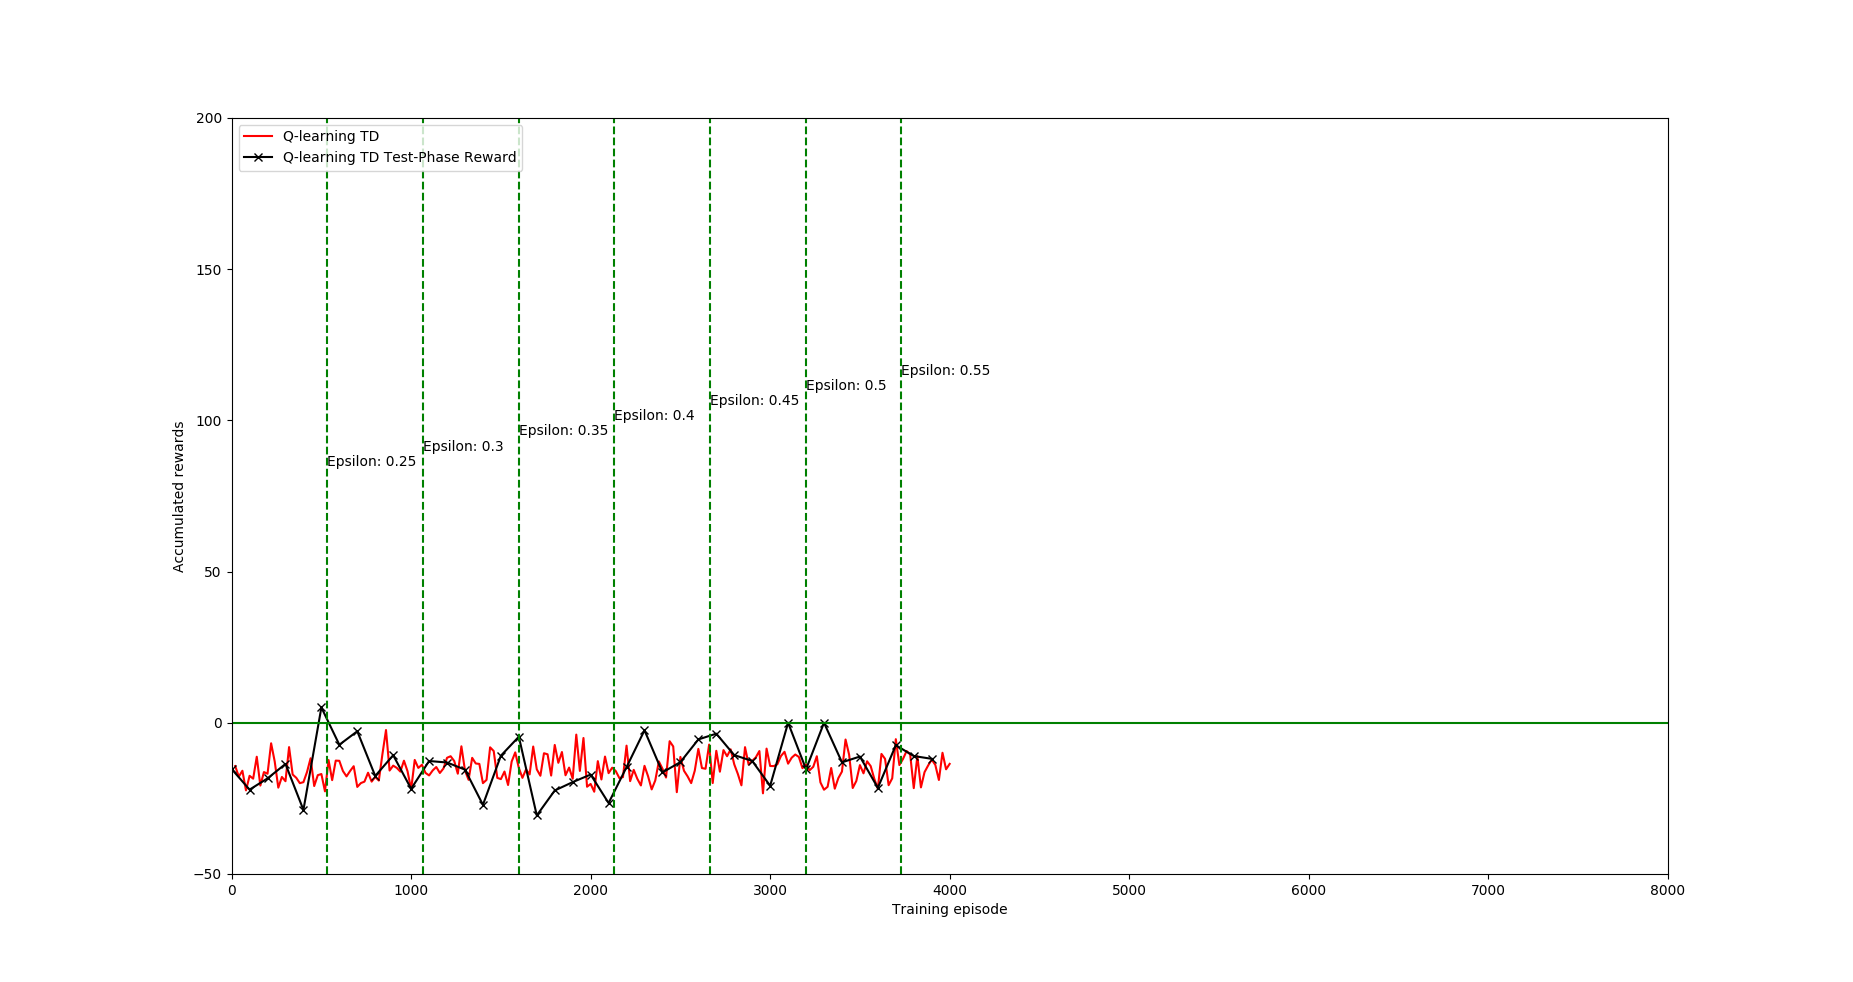 200
Q-learning TD
Q-learning TD Test-Phase Reward
150
Epsilon: 0.55
Epsilon: 0.5
Epsilon: 0.45
Epsilon: 0.4
100
Epsilon: 0.35
Epsilon: 0.3
Epsilon: 0.25
Accumulated rewards
50
0
−50
0 1000 2000 3000 4000 5000 6000 7000 8000
Training episode